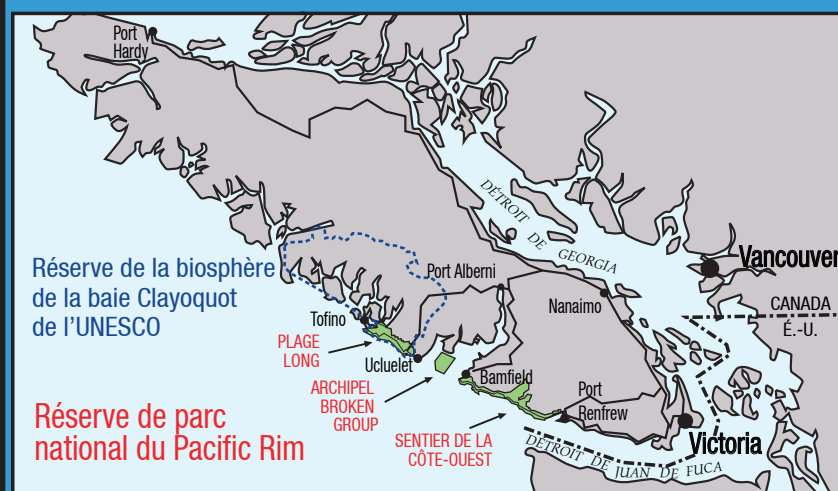 Port
Hardy
DÉTROIT DE GEORGIA
Vancouver
Réserve de la biosphère
de la baie Clayoquot
de l'UNESCO
Port Alberni
Nanaimo
CANADA
É.-U.
Tofino
PLAGE
LONG
Ucluelet
ARCHIPEL
BROKEN
GROUP
Bamfield
Port
Renfrew
Réserve de parc
national du Pacific Rim
SENTIER DE LA
CÔTE-OUEST
Victoria
DÉTROIT DE JUAN DE FUCA